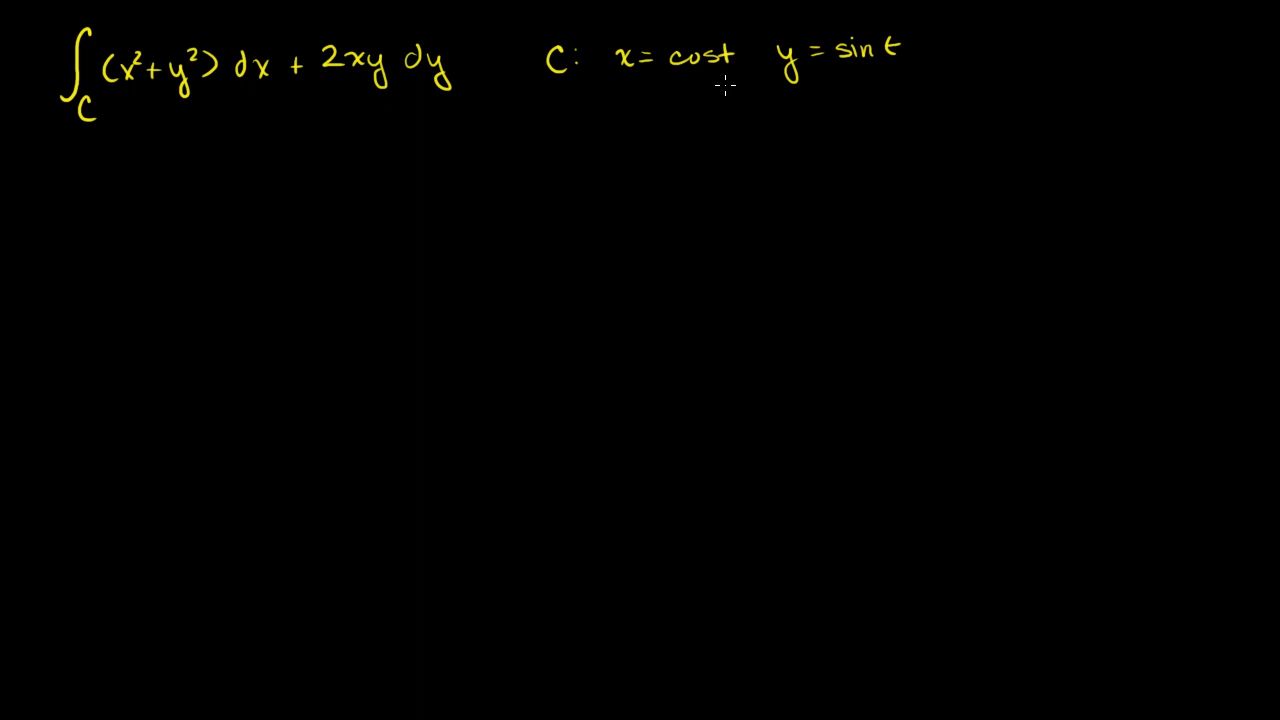 ∫_C (x²+y²) dx + 2xy dy C: x = cost y = sin t